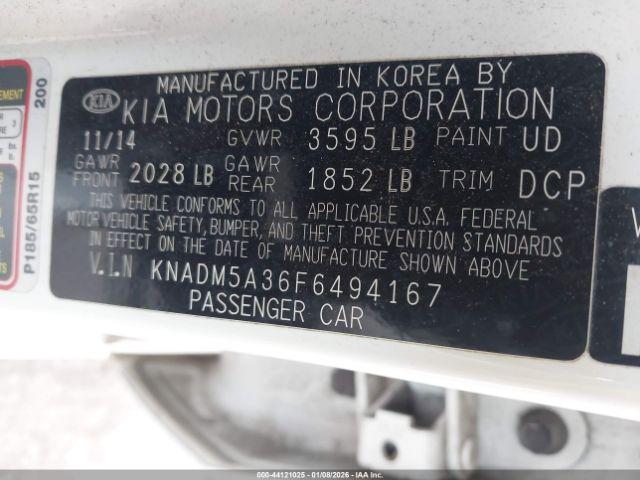 MANUFACTURED IN KOREA BY
KIA KIA MOTORS CORPORATION
11/14 GVWR 3595 LB PAINT UD
GAWR FRONT 2028 LB GAWR REAR 1852 LB TRIM DCP
THIS VEHICLE CONFORMS TO ALL APPLICABLE U.S.A. FEDERAL
MOTOR VEHICLE SAFETY, BUMPER, AND THEFT PREVENTION STANDARDS
IN EFFECT ON THE DATE OF MANUFACTURE SHOWN ABOVE
V.I.N KNADM5A36F6494167
PASSENGER CAR
P185/65R15 200
000-44121025 | 01/08/2026 - COPART